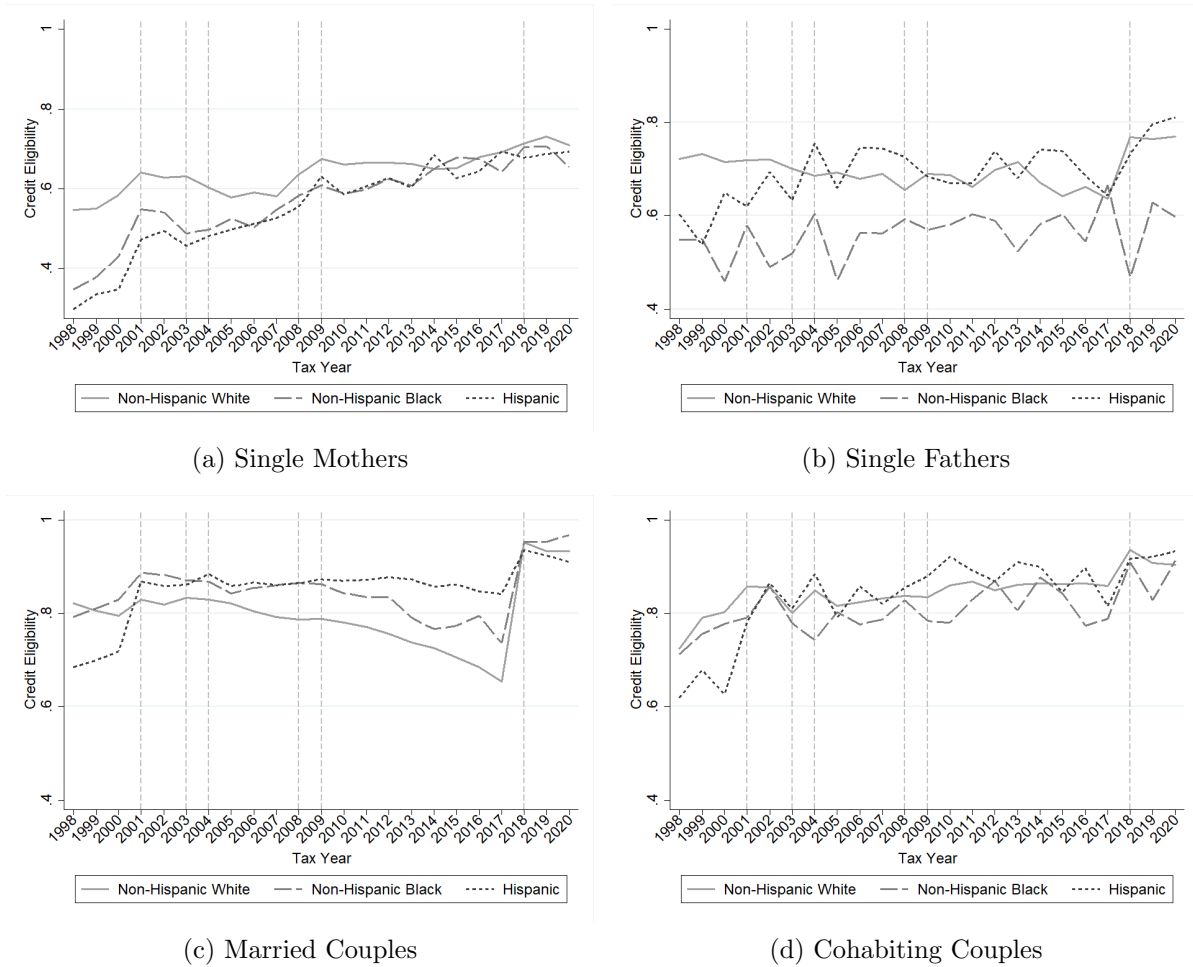 1
.8
.6
.4
Credit Eligibility
1998 1999 2000 2001 2002 2003 2004 2005 2006 2007 2008 2009 2010 2011 2012 2013 2014 2015 2016 2017 2018 2019 2020
Tax Year
Non-Hispanic White Non-Hispanic Black Hispanic
(a) Single Mothers
1
.8
.6
.4
Credit Eligibility
1998 1999 2000 2001 2002 2003 2004 2005 2006 2007 2008 2009 2010 2011 2012 2013 2014 2015 2016 2017 2018 2019 2020
Tax Year
Non-Hispanic White Non-Hispanic Black Hispanic
(b) Single Fathers
1
.8
.6
.4
Credit Eligibility
1998 1999 2000 2001 2002 2003 2004 2005 2006 2007 2008 2009 2010 2011 2012 2013 2014 2015 2016 2017 2018 2019 2020
Tax Year
Non-Hispanic White Non-Hispanic Black Hispanic
(c) Married Couples
1
.8
.6
.4
Credit Eligibility
1998 1999 2000 2001 2002 2003 2004 2005 2006 2007 2008 2009 2010 2011 2012 2013 2014 2015 2016 2017 2018 2019 2020
Tax Year
Non-Hispanic White Non-Hispanic Black Hispanic
(d) Cohabiting Couples